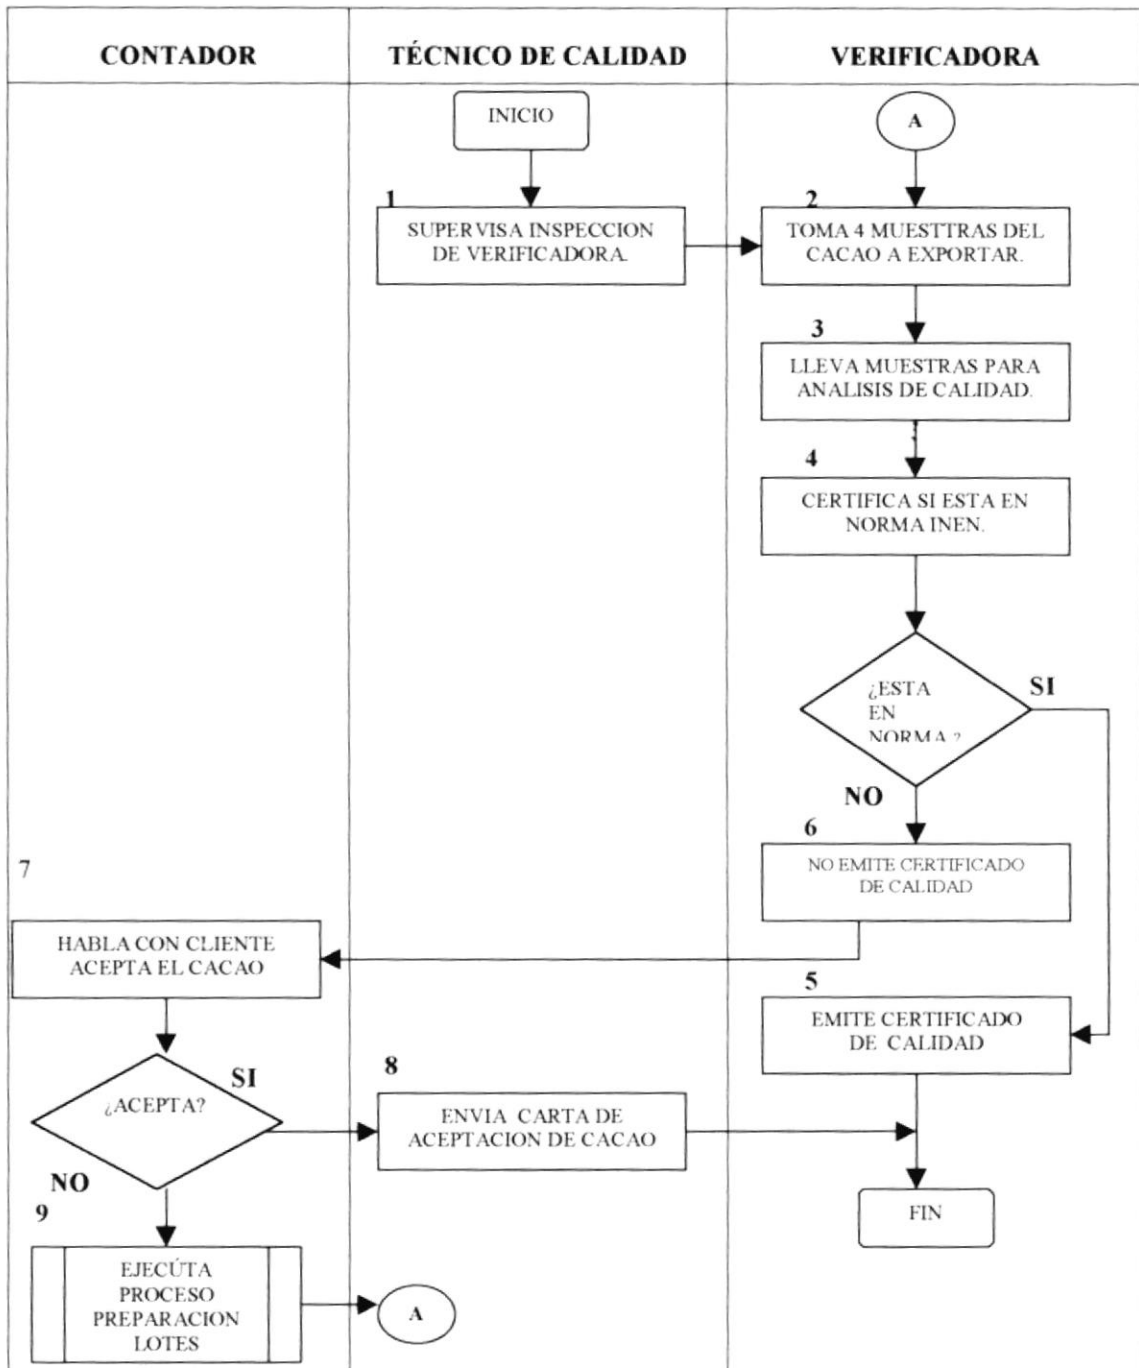 CONTADOR
TÉCNICO DE CALIDAD
VERIFICADORA
INICIO
A
1
SUPERVISA INSPECCION
DE VERIFICADORA.
2
TOMA 4 MUESTTRAS DEL
CACAO A EXPORTAR.
3
LLEVA MUESTRAS PARA
ANALISIS DE CALIDAD.
4
CERTIFICA SI ESTA EN
NORMA INEN.
¿ESTA
EN
NORMA ?
SI
NO
6
NO EMITE CERTIFICADO
DE CALIDAD
7
HABLA CON CLIENTE
ACEPTA EL CACAO
5
EMITE CERTIFICADO
DE CALIDAD
¿ACEPTA?
SI
8
ENVIA CARTA DE
ACEPTACION DE CACAO
NO
9
EJECÚTA
PROCESO
PREPARACION
LOTES
A
FIN